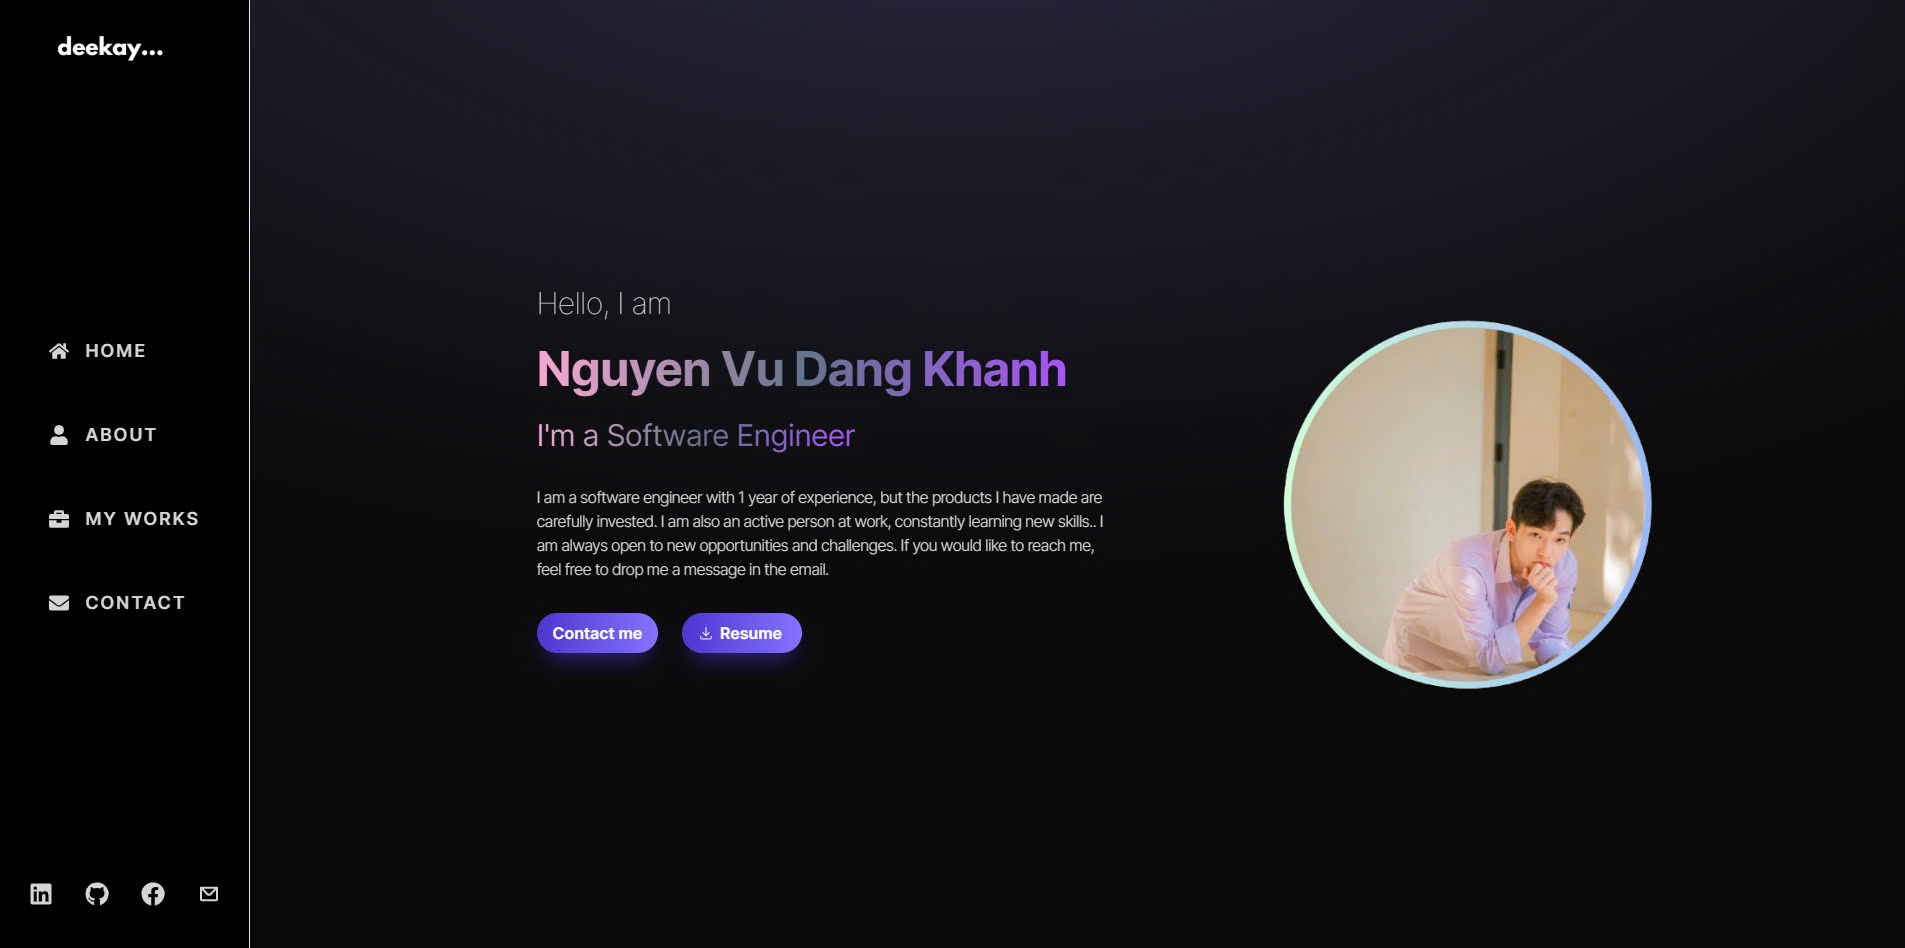 deekay...
HOME
ABOUT
MY WORKS
CONTACT
Hello, I am
Nguyen Vu Dang Khanh
I'm a Software Engineer
I am a software engineer with 1 year of experience, but the products I have made are
carefully invested. I am also an active person at work, constantly learning new skills.. I
am always open to new opportunities and challenges. If you would like to reach me,
feel free to drop me a message in the email.
Contact me
Resume